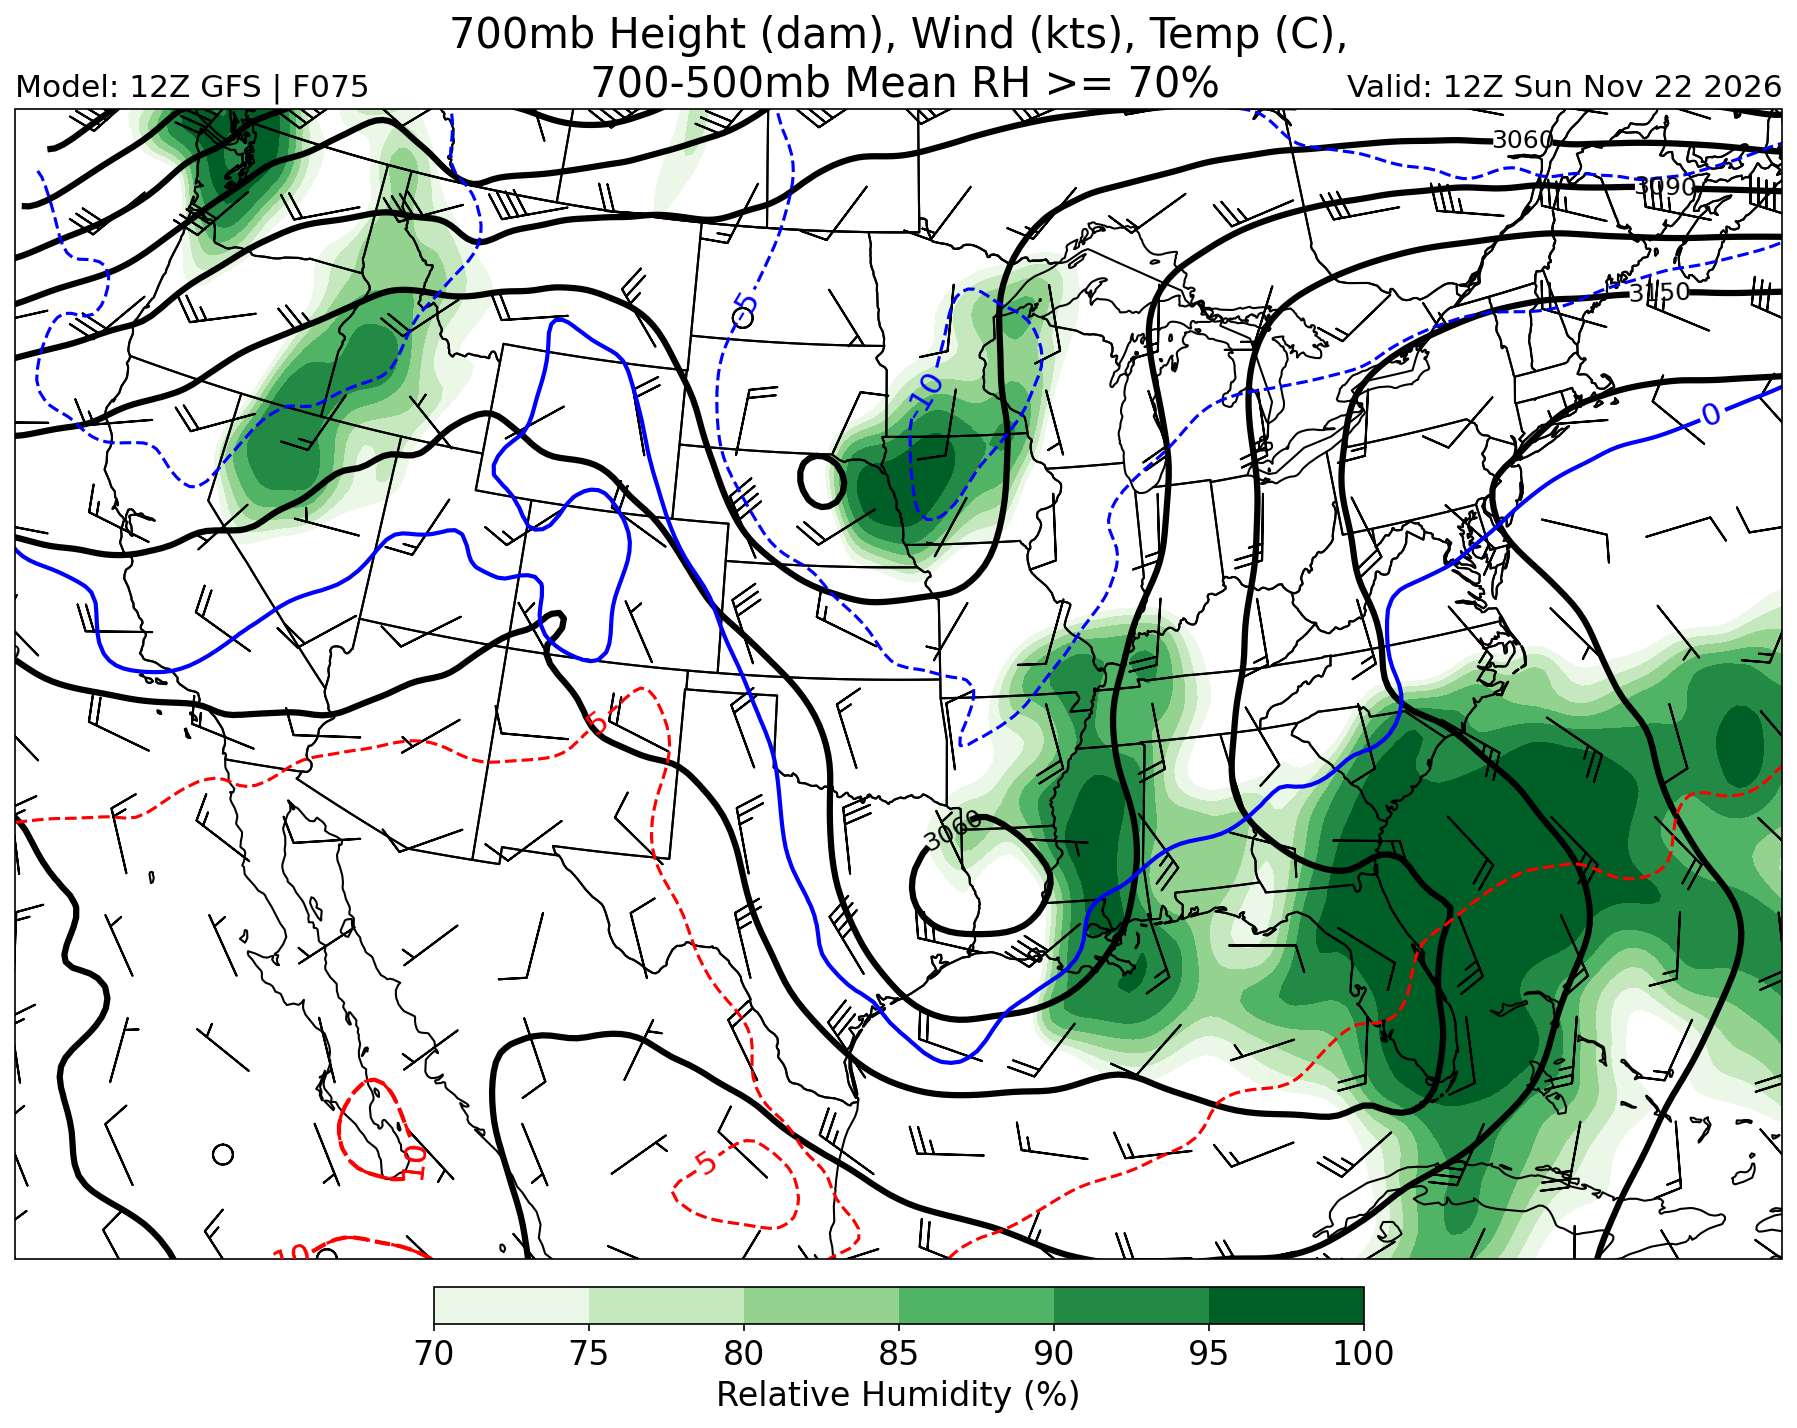 700mb Height (dam), Wind (kts), Temp (C),
Model: 12Z GFS | F075
700-500mb Mean RH >= 70%
Valid: 12Z Sun Nov 22 2026
3060
3090
3150
-5
0
10
3060
5
5
10
10
70 75 80 85 90 95 100
Relative Humidity (%)